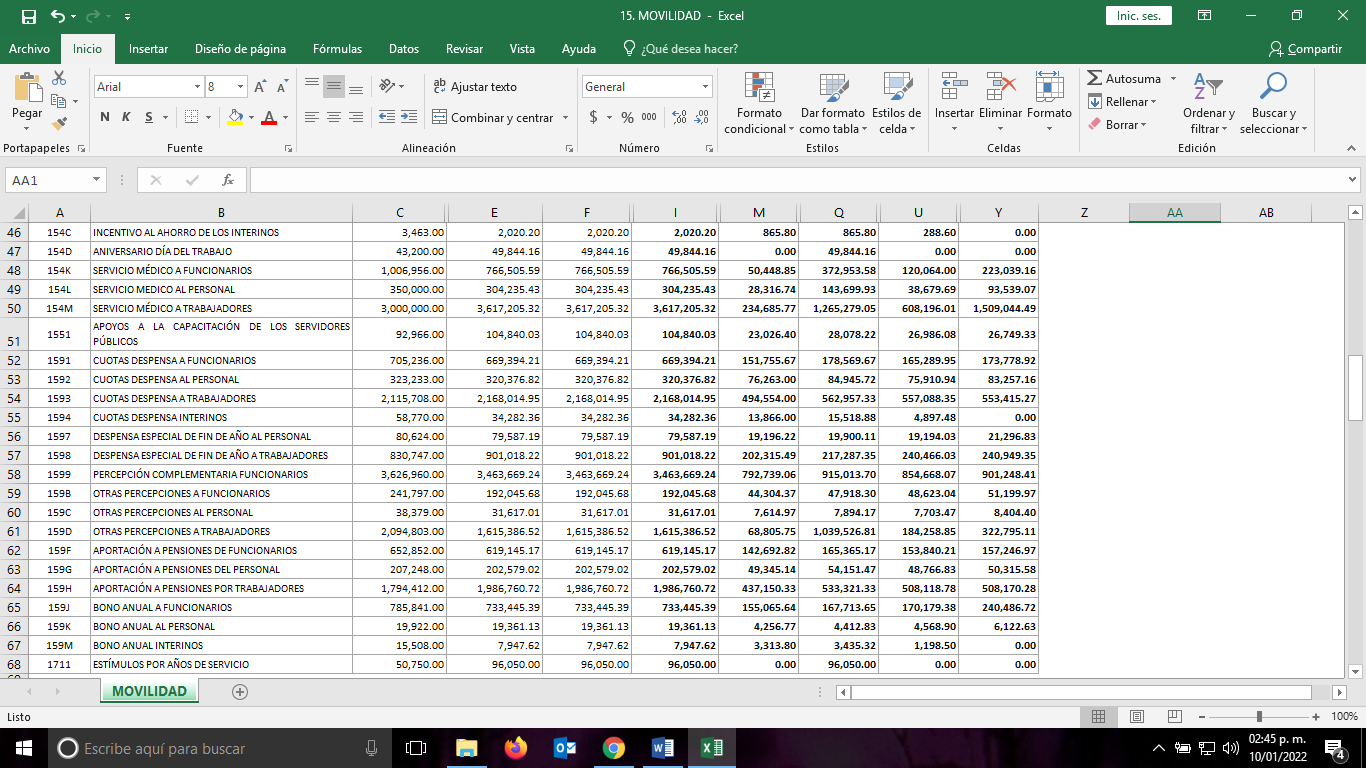 15. MOVILIDAD - Excel
Inic. ses.
Archivo Inicio Insertar Diseño de página Fórmulas Datos Revisar Vista Ayuda ¿Qué desea hacer? Compartir
Pegar
Portapapeles
Arial 8
N K S
Fuente
Ajustar texto
Combinar y centrar
Alineación
General
$ % 000
Número
Formato condicional
Dar formato como tabla
Estilos de celda
Estilos
Insertar Eliminar Formato
Celdas
Autosuma
Rellenar
Borrar
Ordenar y filtrar
Buscar y seleccionar
Edición
AA1 fx
A B C E F I M Q U Y Z AA AB
46 154C INCENTIVO AL AHORRO DE LOS INTERINOS 3,463.00 2,020.20 2,020.20 2,020.20 865.80 865.80 288.60 0.00
47 154D ANIVERSARIO DÍA DEL TRABAJO 43,200.00 49,844.16 49,844.16 49,844.16 0.00 49,844.16 0.00 0.00
48 154K SERVICIO MÉDICO A FUNCIONARIOS 1,006,956.00 766,505.59 766,505.59 766,505.59 50,448.85 372,953.58 120,064.00 223,039.16
49 154L SERVICIO MEDICO AL PERSONAL 350,000.00 304,235.43 304,235.43 304,235.43 28,316.74 143,699.93 38,679.69 93,539.07
50 154M SERVICIO MÉDICO A TRABAJADORES 3,000,000.00 3,617,205.32 3,617,205.32 3,617,205.32 234,685.77 1,265,279.05 608,196.01 1,509,044.49
51 1551 APOYOS A LA CAPACITACIÓN DE LOS SERVIDORES PÚBLICOS 92,966.00 104,840.03 104,840.03 104,840.03 23,026.40 28,078.22 26,986.08 26,749.33
52 1591 CUOTAS DESPENSA A FUNCIONARIOS 705,236.00 669,394.21 669,394.21 669,394.21 151,755.67 178,569.67 165,289.95 173,778.92
53 1592 CUOTAS DESPENSA AL PERSONAL 323,233.00 320,376.82 320,376.82 320,376.82 76,263.00 84,945.72 75,910.94 83,257.16
54 1593 CUOTAS DESPENSA A TRABAJADORES 2,115,708.00 2,168,014.95 2,168,014.95 2,168,014.95 494,554.00 562,957.33 557,088.35 553,415.27
55 1594 CUOTAS DESPENSA INTERINOS 58,770.00 34,282.36 34,282.36 34,282.36 13,866.00 15,518.88 4,897.48 0.00
56 1597 DESPENSA ESPECIAL DE FIN DE AÑO AL PERSONAL 80,624.00 79,587.19 79,587.19 79,587.19 19,196.22 19,900.11 19,194.03 21,296.83
57 1598 DESPENSA ESPECIAL DE FIN DE AÑO A TRABAJADORES 830,747.00 901,018.22 901,018.22 901,018.22 202,315.49 217,287.35 240,466.03 240,949.35
58 1599 PERCEPCIÓN COMPLEMENTARIA FUNCIONARIOS 3,626,960.00 3,463,669.24 3,463,669.24 3,463,669.24 792,739.06 915,013.70 854,668.07 901,248.41
59 159B OTRAS PERCEPCIONES A FUNCIONARIOS 241,797.00 192,045.68 192,045.68 192,045.68 44,304.37 47,918.30 48,623.04 51,199.97
60 159C OTRAS PERCEPCIONES AL PERSONAL 38,379.00 31,617.01 31,617.01 31,617.01 7,614.97 7,894.17 7,703.47 8,404.40
61 159D OTRAS PERCEPCIONES A TRABAJADORES 2,094,803.00 1,615,386.52 1,615,386.52 1,615,386.52 68,805.75 1,039,526.81 184,258.85 322,795.11
62 159F APORTACIÓN A PENSIONES DE FUNCIONARIOS 652,852.00 619,145.17 619,145.17 619,145.17 142,692.82 165,365.17 153,840.21 157,246.97
63 159G APORTACIÓN A PENSIONES DEL PERSONAL 207,248.00 202,579.02 202,579.02 202,579.02 49,345.14 54,151.47 48,766.83 50,315.58
64 159H APORTACIÓN A PENSIONES POR TRABAJADORES 1,794,412.00 1,986,760.72 1,986,760.72 1,986,760.72 437,150.33 533,321.33 508,118.78 508,170.28
65 159J BONO ANUAL A FUNCIONARIOS 785,841.00 733,445.39 733,445.39 733,445.39 155,065.64 167,713.65 170,179.38 240,486.72
66 159K BONO ANUAL AL PERSONAL 19,922.00 19,361.13 19,361.13 19,361.13 4,256.77 4,412.83 4,568.90 6,122.63
67 159M BONO ANUAL INTERINOS 15,508.00 7,947.62 7,947.62 7,947.62 3,313.80 3,435.32 1,198.50 0.00
68 1711 ESTÍMULOS POR AÑOS DE SERVICIO 50,750.00 96,050.00 96,050.00 96,050.00 0.00 96,050.00 0.00 0.00
MOVILIDAD
Listo 100%
Escribe aquí para buscar
02:45 p. m.
10/01/2022
4